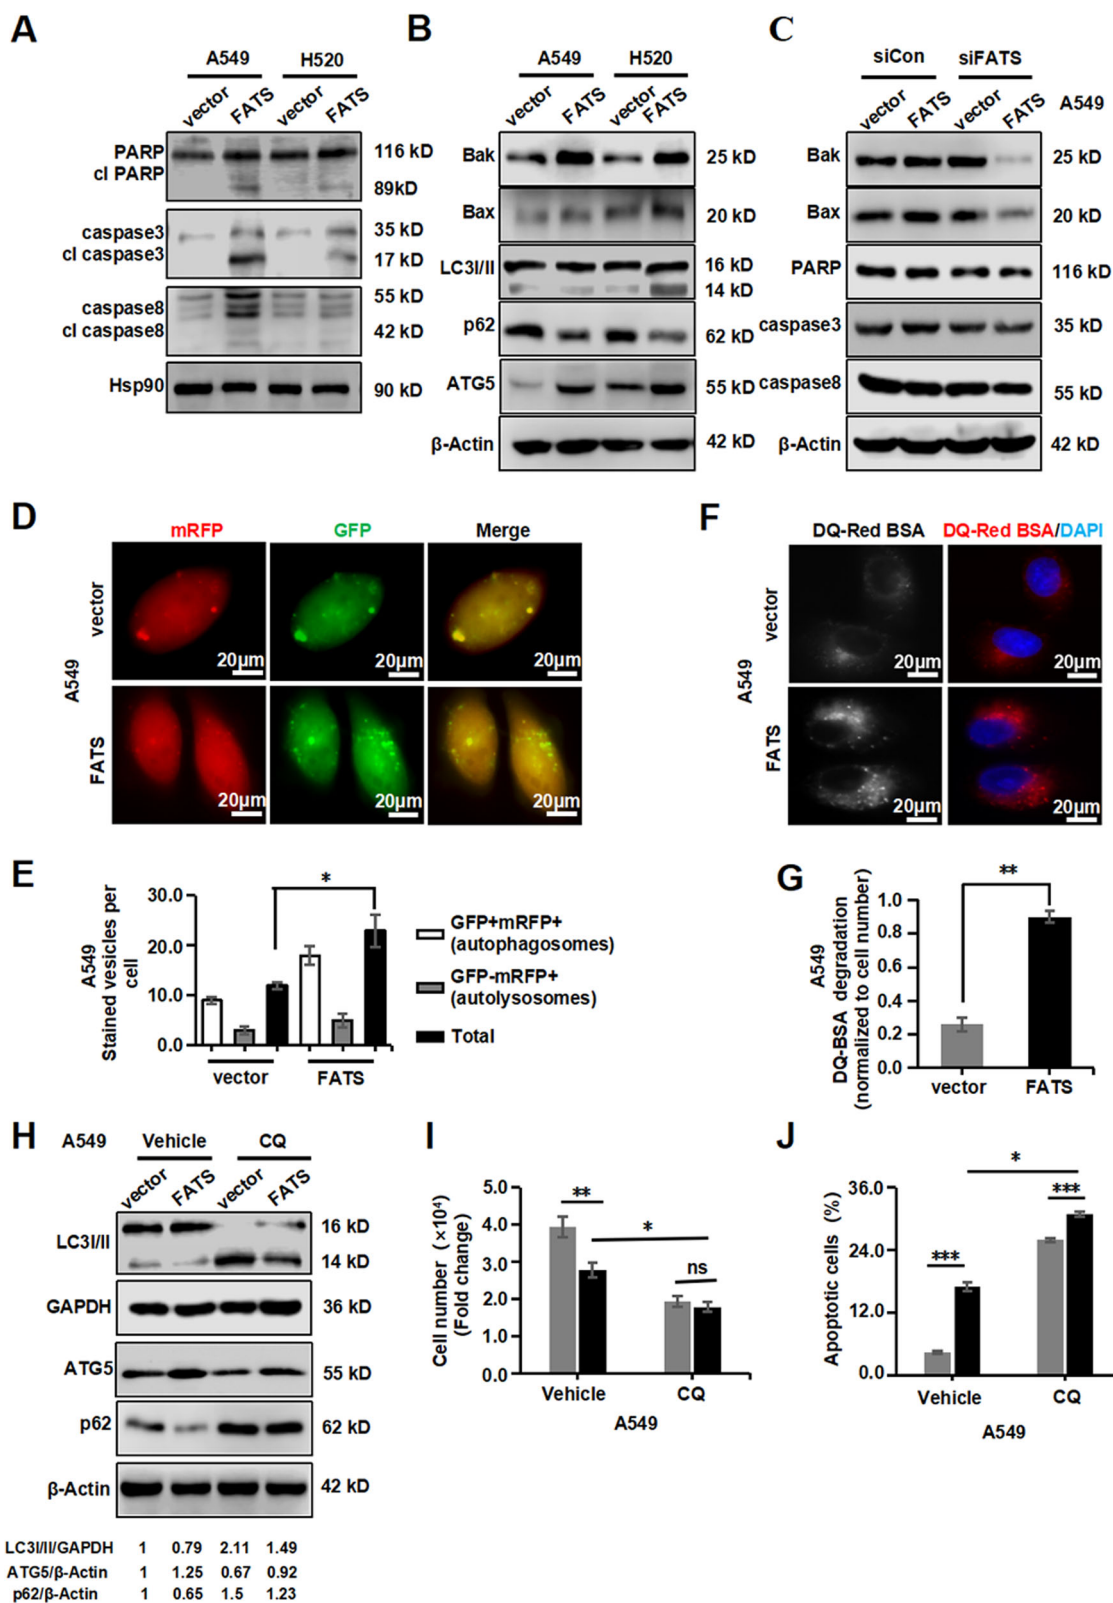 A
A549 H520
vector FATS vector FATS
PARP 116 kD
cl PARP 89kD
caspase3 35 kD
cl caspase3 17 kD
caspase8 55 kD
cl caspase8 42 kD
Hsp90 90 kD
B
A549 H520
vector FATS vector FATS
Bak 25 kD
Bax 20 kD
LC3I/II 16 kD
14 kD
p62 62 kD
ATG5 55 kD
β-Actin 42 kD
C
siCon siFATS
vector FATS vector FATS A549
Bak 25 kD
Bax 20 kD
PARP 116 kD
caspase3 35 kD
caspase8 55 kD
β-Actin 42 kD
D
mRFP GFP Merge
A549
vector
20μm 20μm 20μm
FATS
20μm 20μm 20μm
F
DQ-Red BSA DQ-Red BSA/DAPI
A549
vector
20μm 20μm
FATS
20μm 20μm
E
A549
Stained vesicles per
cell
30.0
20.0
10.0
0.0
*
vector FATS
GFP+mRFP+
(autophagosomes)
GFP-mRFP+
(autolysosomes)
Total
G
A549
DQ-BSA degradation
(normalized to cell number)
1.0
0.8
0.6
0.4
0.2
0.0
**
vector FATS
H
A549 Vehicle CQ
vector FATS vector FATS
LC3I/II 16 kD
14 kD
GAPDH 36 kD
ATG5 55 kD
p62 62 kD
β-Actin 42 kD
LC3I/II/GAPDH 1 0.79 2.11 1.49
ATG5/β-Actin 1 1.25 0.67 0.92
p62/β-Actin 1 0.65 1.5 1.23
I
Cell number (×10⁴)
(Fold change)
5.0
4.0
3.0
2.0
1.0
0.0
**
*
ns
Vehicle CQ
A549
J
Apoptotic cells (%)
36.0
24.0
12.0
0.0
***
*
***
Vehicle CQ
A549